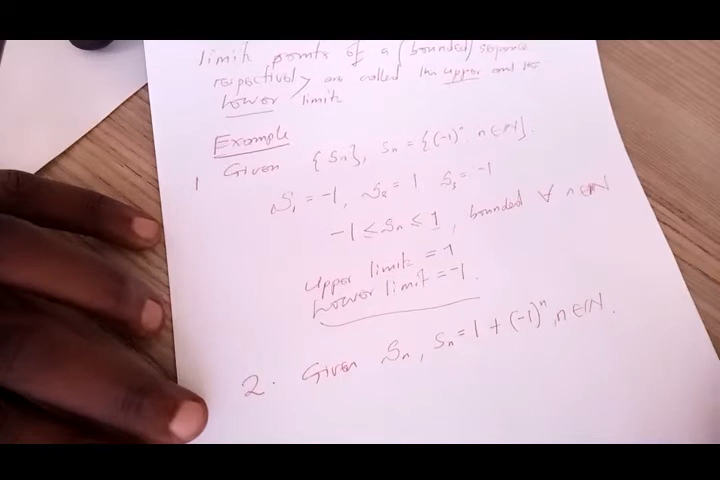 limit points of a (bounded) sequence
respectively are called the upper and the
Lower limit
Example
1 Given {Sn}, Sn = {(-1)^n, n∈N}.
S₁ = -1, S₂ = 1 S₃ = -1
-1 ≤ Sn ≤ 1, bounded ∀ n∈N
Upper limit = 1
Lower limit = -1.
2. Given Sn, Sn = 1 + (-1)^n, n∈N.